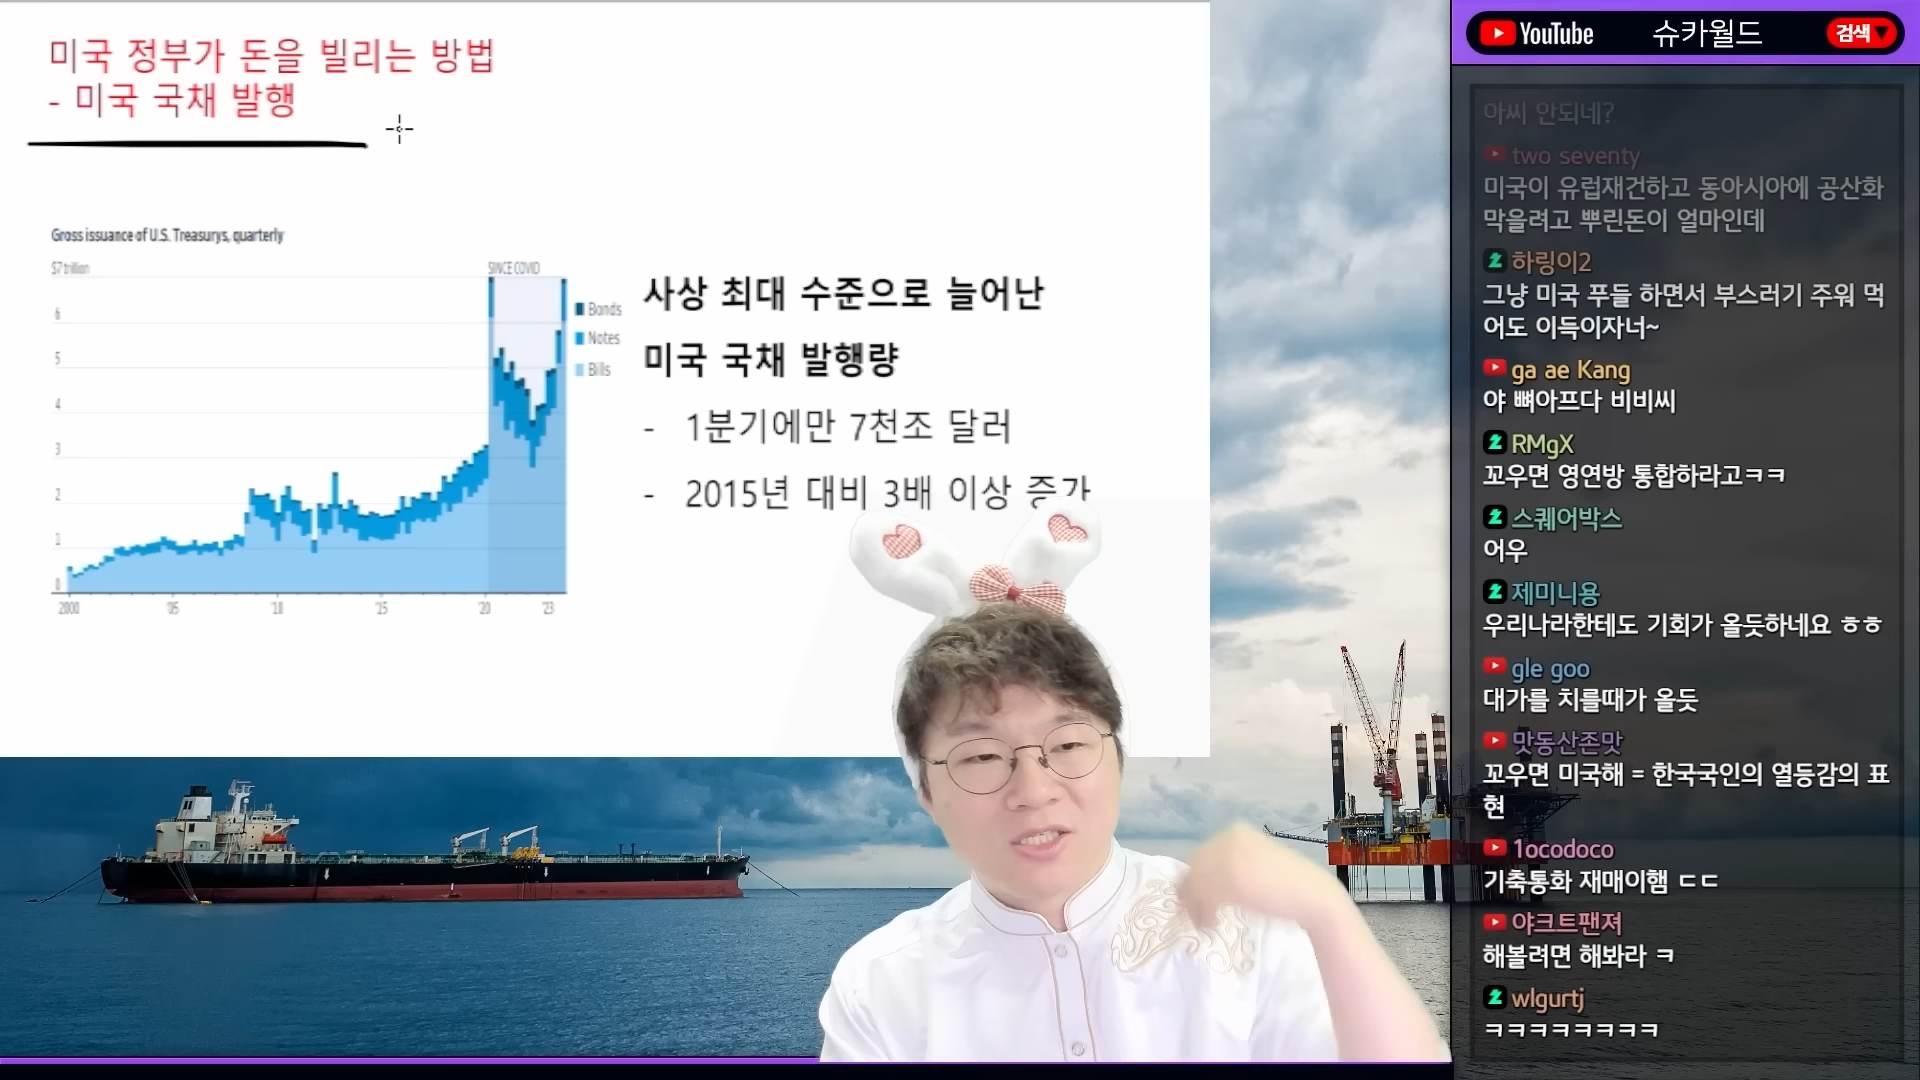 미국 정부가 돈을 빌리는 방법
- 미국 국채 발행
Gross issuance of U.S. Treasurys, quarterly
$7 trillion
SINCE COVID
6
5
4
3
2
1
0
2000
'05
'10
'15
'20
'23
Bonds
Notes
Bills
사상 최대 수준으로 늘어난
미국 국채 발행량
- 1분기에만 7천조 달러
- 2015년 대비 3배 이상 증가
YouTube 슈카월드 검색
아씨 안되네?
two seventy
미국이 유럽재건하고 동아시아에 공산화
막을려고 뿌린돈이 얼마인데
하링이2
그냥 미국 푸들 하면서 부스러기 주워 먹
어도 이득이자너~
ga ae Kang
야 뼈아프다 비비씨
RMgX
꼬우면 영연방 통합하라고ㅋㅋ
스퀘어박스
어우
제미니용
우리나라한테도 기회가 올듯하네요 ㅎㅎ
gle goo
대가를 치를때가 올듯
맛동산존맛
꼬우면 미국해 = 한국국인의 열등감의 표
현
1ocodoco
기축통화 재매이햄 ㄷㄷ
야크트팬져
해볼려면 해봐라 ㅋ
wlgurtj
ㅋㅋㅋㅋㅋㅋㅋㅋ